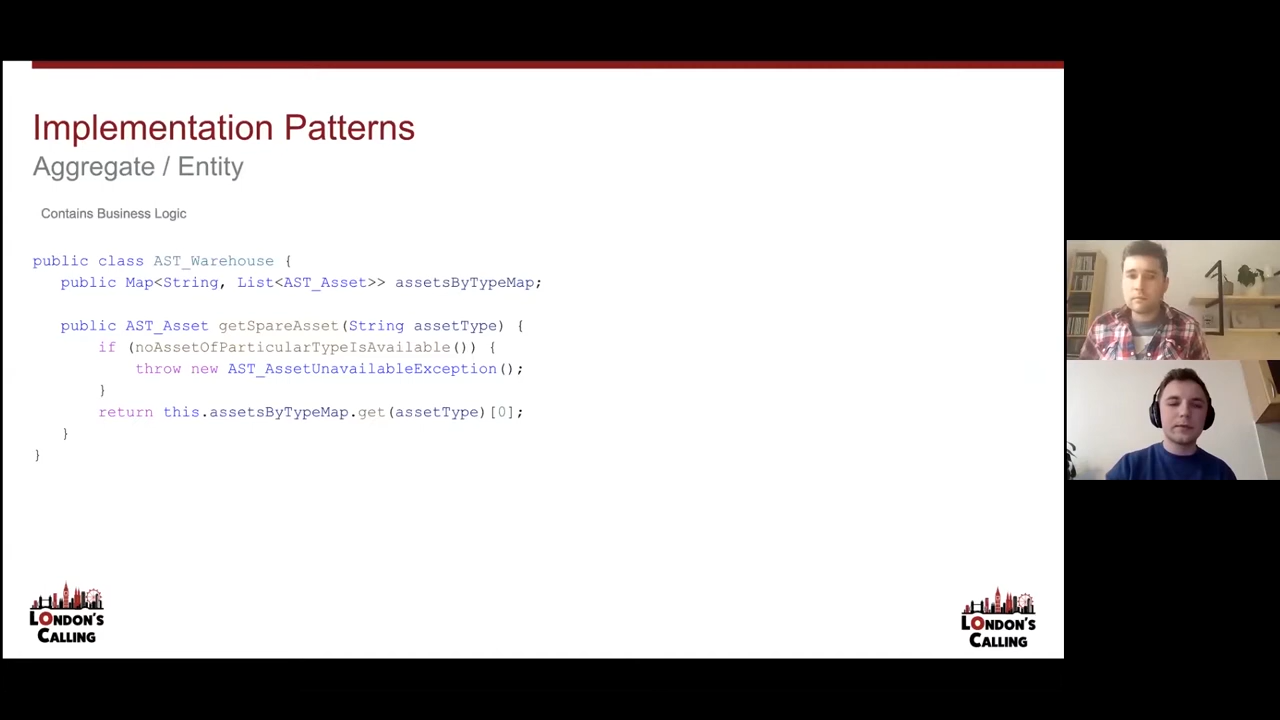 Implementation Patterns
Aggregate / Entity
Contains Business Logic
public class AST_Warehouse {
public Map<String, List<AST_Asset>> assetsByTypeMap;
public AST_Asset getSpareAsset(String assetType) {
if (noAssetOfParticularTypeIsAvailable()) {
throw new AST_AssetUnavailableException();
}
return this.assetsByTypeMap.get(assetType)[0];
}
}
LONDON'S
CALLING
LONDON'S
CALLING